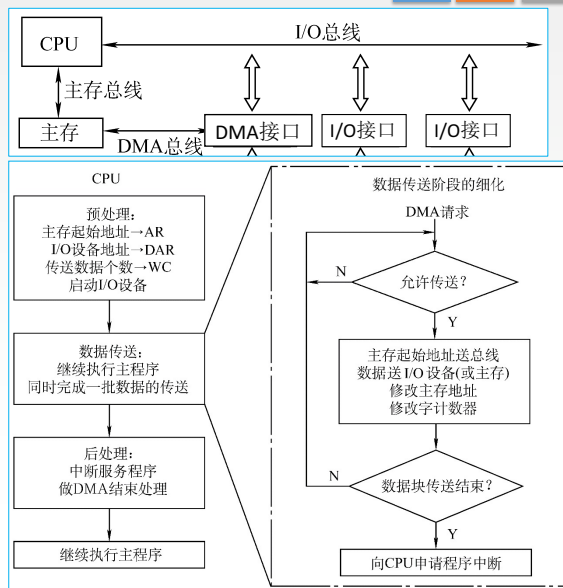 CPU
I/O总线
主存总线
主存
DMA总线
DMA接口
I/O接口
I/O接口
CPU
预处理:
主存起始地址→AR
I/O设备地址→DAR
传送数据个数→WC
启动I/O设备
数据传送:
继续执行主程序
同时完成一批数据的传送
后处理:
中断服务程序
做DMA结束处理
继续执行主程序
数据传送阶段的细化
DMA请求
允许传送?
N
Y
主存起始地址送总线
数据送I/O设备(或主存)
修改主存地址
修改字计数器
数据块传送结束?
N
Y
向CPU申请程序中断